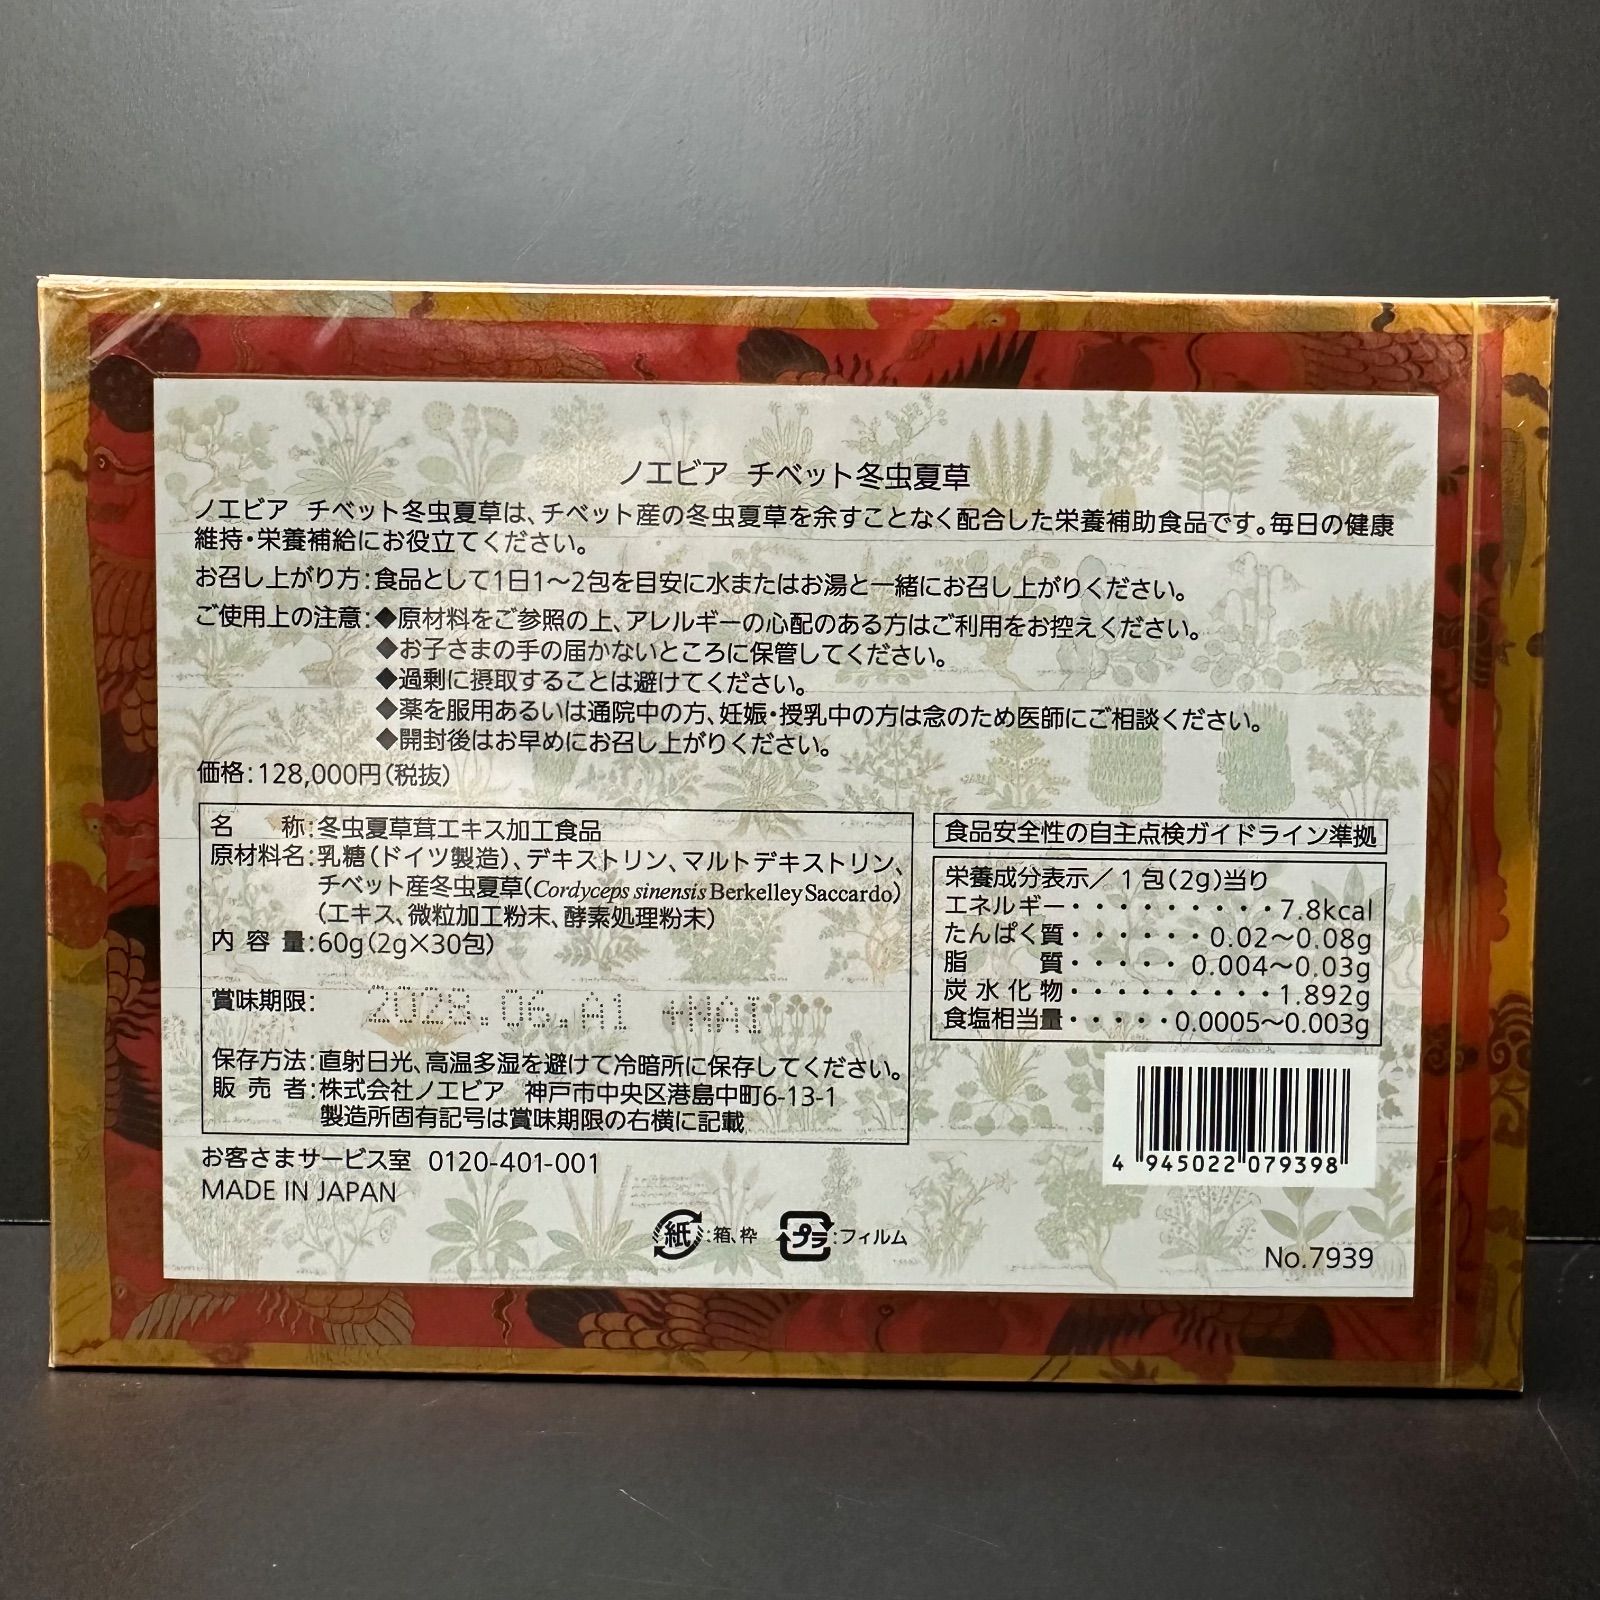 ノエビア チベット冬虫夏草
ノエビア チベット冬虫夏草は、チベット産の冬虫夏草を余すことなく配合した栄養補助食品です。毎日の健康
維持・栄養補給にお役立てください。
お召し上がり方：食品として1日1〜2包を目安に水またはお湯と一緒にお召し上がりください。
ご使用上の注意：◆原材料をご参照の上、アレルギーの心配のある方はご利用をお控えください。
◆お子さまの手の届かないところに保管してください。
◆過剰に摂取することは避けてください。
◆薬を服用あるいは通院中の方、妊娠・授乳中の方は念のため医師にご相談ください。
◆開封後はお早めにお召し上がりください。
価格：128,000円（税抜）
名称：冬虫夏草茸エキス加工食品
原材料名：乳糖（ドイツ製造）、デキストリン、マルトデキストリン、
チベット産冬虫夏草（Cordyceps sinensis Berkelley Saccardo）
（エキス、微粒加工粉末、酵素処理粉末）
内容量：60g（2g×30包）
賞味期限： 2028.06.A1 +HAI
保存方法：直射日光、高温多湿を避けて冷暗所に保存してください。
販売者：株式会社ノエビア 神戸市中央区港島中町6-13-1
製造所固有記号は賞味期限の右横に記載
お客さまサービス室 0120-401-001
MADE IN JAPAN
食品安全性の自主点検ガイドライン準拠
栄養成分表示／1包（2g）当り
エネルギー・・・・・・・・・7.8kcal
たんぱく質・・・・・・0.02〜0.08g
脂質・・・・・0.004〜0.03g
炭水化物・・・・・・・・・1.892g
食塩相当量・・・・・0.0005〜0.003g
4 945022 079398
紙：箱、枠 プラ：フィルム
No.7939